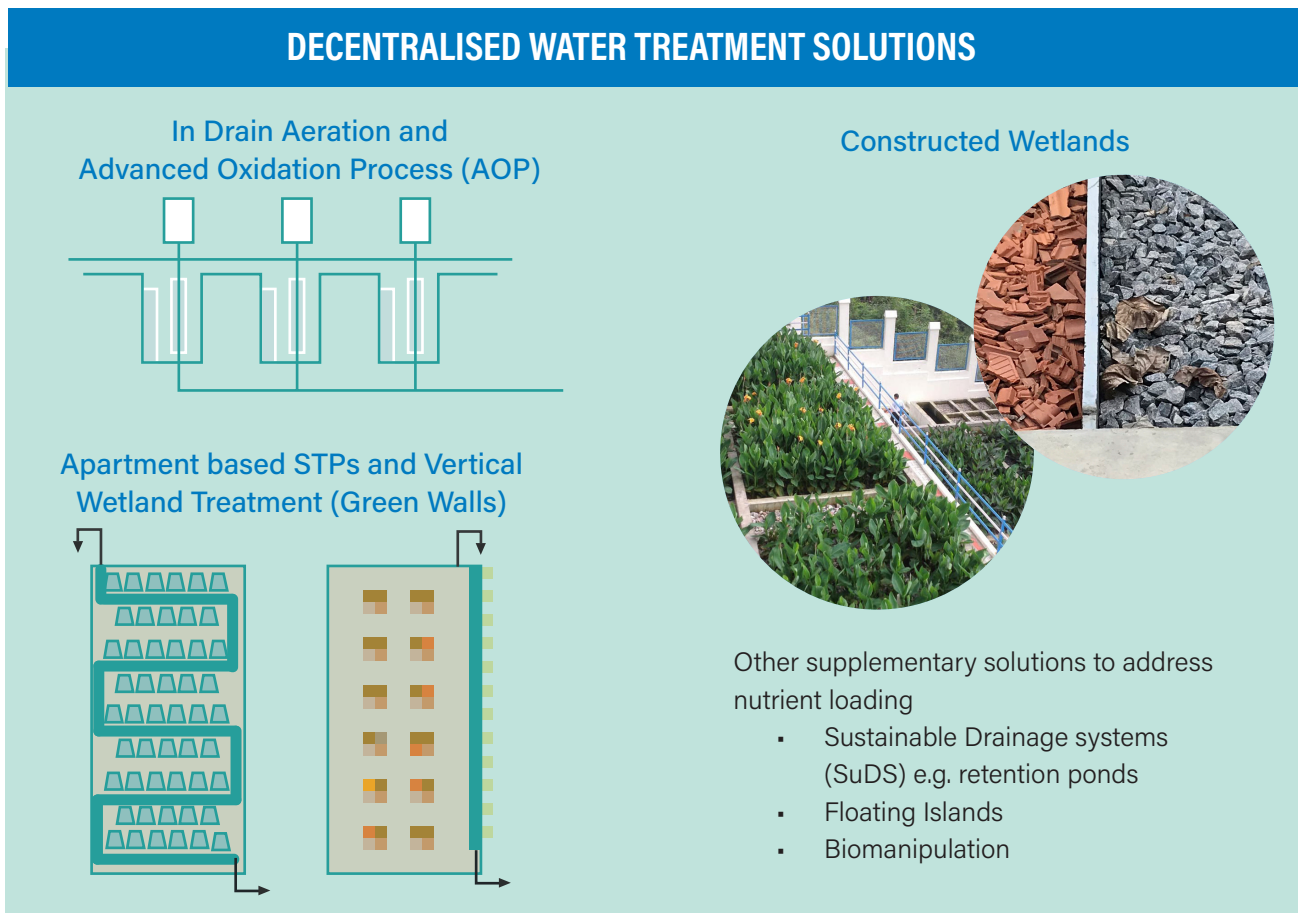 DECENTRALISED WATER TREATMENT SOLUTIONS
In Drain Aeration and
Advanced Oxidation Process (AOP)
Apartment based STPs and Vertical
Wetland Treatment (Green Walls)
Constructed Wetlands
Other supplementary solutions to address
nutrient loading
▪ Sustainable Drainage systems
(SuDS) e.g. retention ponds
▪ Floating Islands
▪ Biomanipulation